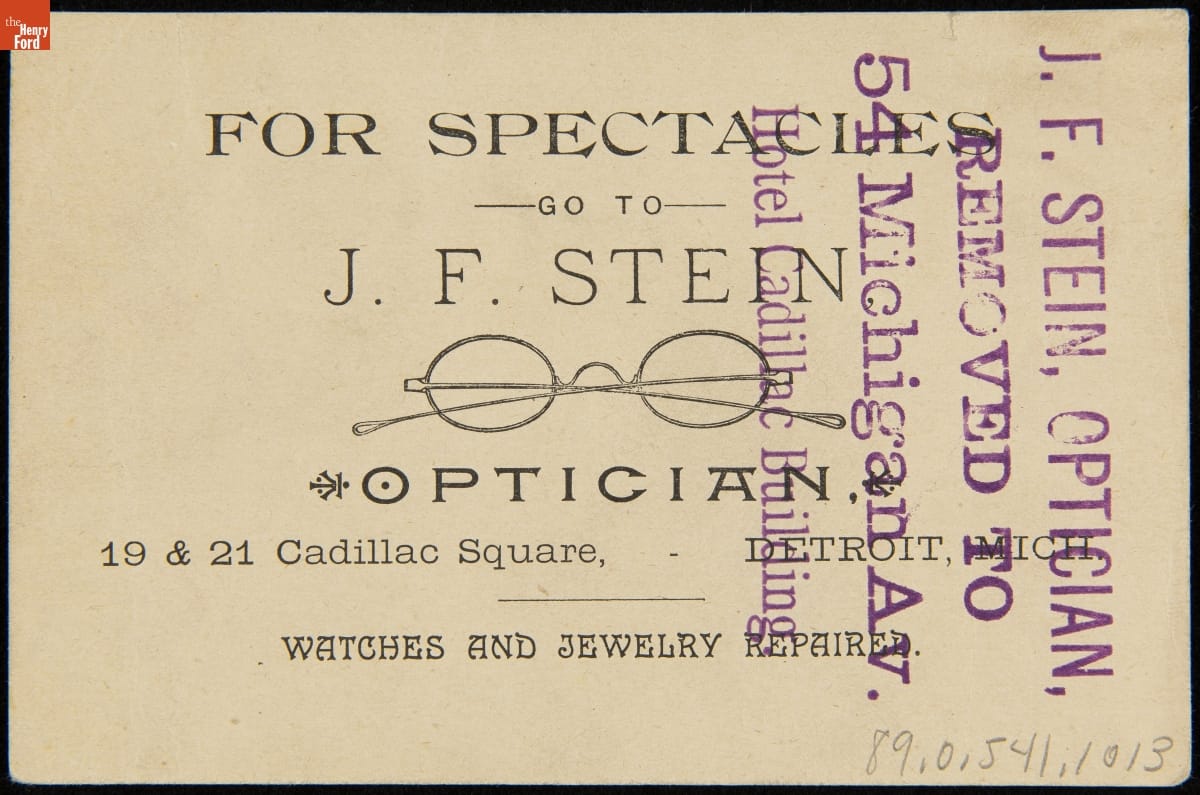 the
Henry
Ford
FOR SPECTACLES
GO TO
J. F. STEIN,
OPTICIAN,
19 & 21 Cadillac Square, - DETROIT, MICH.
WATCHES AND JEWELRY REPAIRED.
J. F. STEIN, OPTICIAN,
REMOVED TO
54 Michigan Av.
Hotel Cadillac Building.
89.0.541.1013